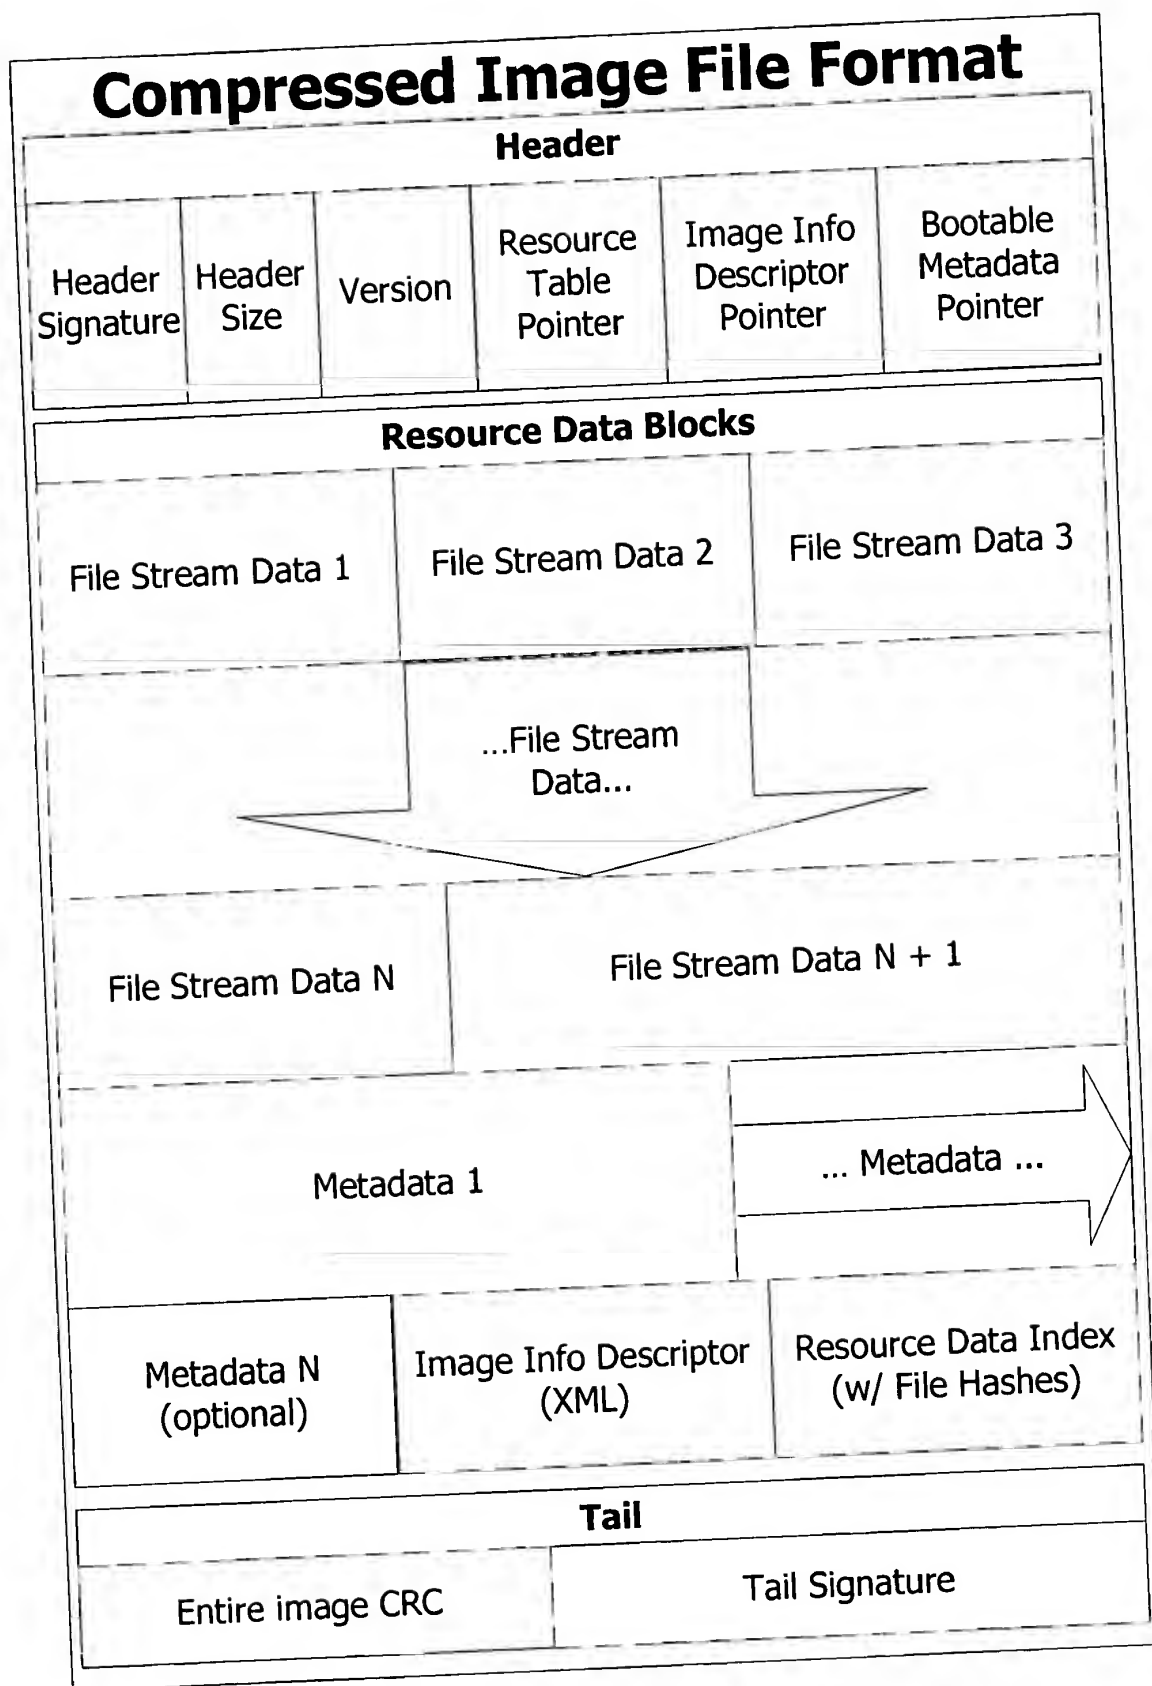 Compressed Image File Format
Header
Header
Signature
Header
Size
Version
Resource
Table
Pointer
Image Info
Descriptor
Pointer
Bootable
Metadata
Pointer
Resource Data Blocks
File Stream Data 1
File Stream Data 2
File Stream Data 3
...File Stream
Data...
File Stream Data N
File Stream Data N + 1
Metadata 1
... Metadata ...
Metadata N
(optional)
Image Info Descriptor
(XML)
Resource Data Index
(w/ File Hashes)
Tail
Entire image CRC
Tail Signature